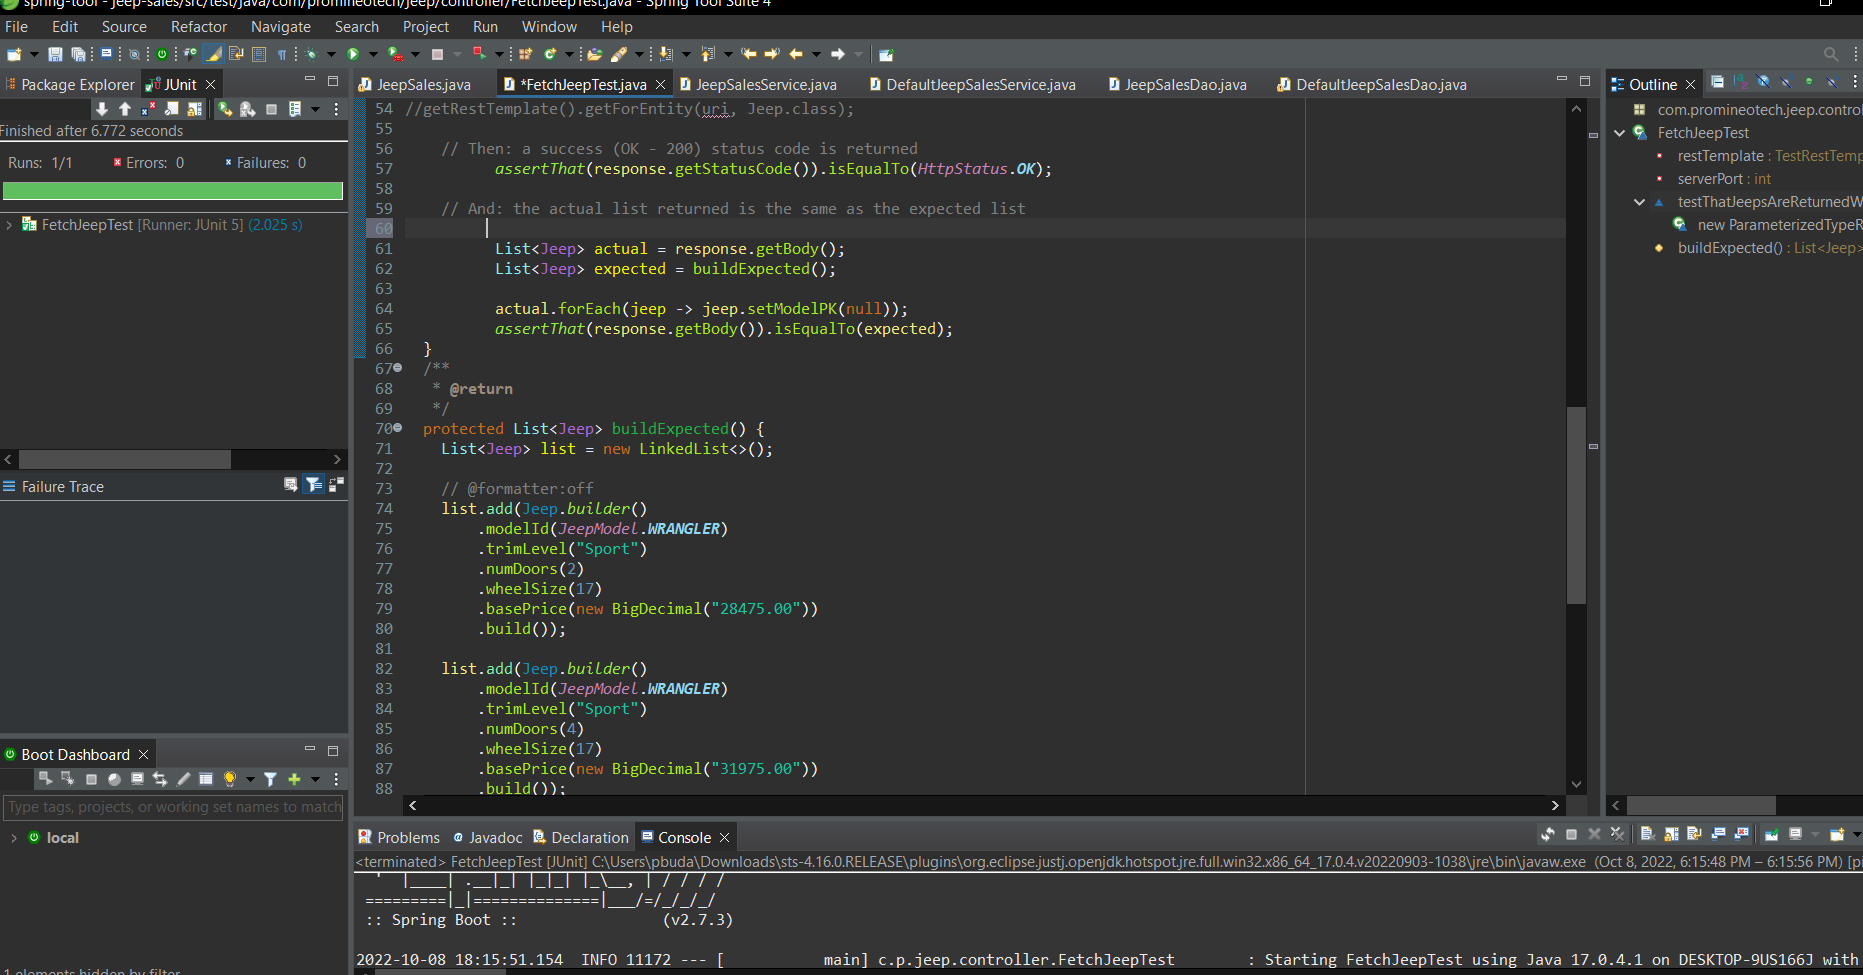 spring-tool - jeep-sales/src/test/java/com/promineotech/jeep/controller/FetchJeepTest.java - Spring Tool Suite 4
File Edit Source Refactor Navigate Search Project Run Window Help
Package Explorer JUnit
Finished after 6.772 seconds
Runs: 1/1 Errors: 0 Failures: 0
FetchJeepTest [Runner: JUnit 5] (2.025 s)
Failure Trace
Boot Dashboard
Type tags, projects, or working set names to match
local
1 elements hidden by filter
JeepSales.java *FetchJeepTest.java JeepSalesService.java DefaultJeepSalesService.java JeepSalesDao.java DefaultJeepSalesDao.java
54 //getRestTemplate().getForEntity(uri, Jeep.class);
55
56 // Then: a success (OK - 200) status code is returned
57 assertThat(response.getStatusCode()).isEqualTo(HttpStatus.OK);
58
59 // And: the actual list returned is the same as the expected list
60
61 List<Jeep> actual = response.getBody();
62 List<Jeep> expected = buildExpected();
63
64 actual.forEach(jeep -> jeep.setModelPK(null));
65 assertThat(response.getBody()).isEqualTo(expected);
66 }
67 /**
68 * @return
69 */
70 protected List<Jeep> buildExpected() {
71 List<Jeep> list = new LinkedList<>();
72
73 // @formatter:off
74 list.add(Jeep.builder()
75 .modelId(JeepModel.WRANGLER)
76 .trimLevel("Sport")
77 .numDoors(2)
78 .wheelSize(17)
79 .basePrice(new BigDecimal("28475.00"))
80 .build());
81
82 list.add(Jeep.builder()
83 .modelId(JeepModel.WRANGLER)
84 .trimLevel("Sport")
85 .numDoors(4)
86 .wheelSize(17)
87 .basePrice(new BigDecimal("31975.00"))
88 .build());
Outline
com.promineotech.jeep.control
FetchJeepTest
restTemplate : TestRestTemp
serverPort : int
testThatJeepsAreReturnedW
new ParameterizedTypeR
buildExpected() : List<Jeep>
Problems Javadoc Declaration Console
<terminated> FetchJeepTest [JUnit] C:\Users\pbuda\Downloads\sts-4.16.0.RELEASE\plugins\org.eclipse.justj.openjdk.hotspot.jre.full.win32.x86_64_17.0.4.v20220903-1038\jre\bin\javaw.exe (Oct 8, 2022, 6:15:48 PM – 6:15:56 PM) [pi
'  |____| .__|_| |_|_| |_\__, | / / / /
=========|_|==============|___/=/_/_/_/
:: Spring Boot :: (v2.7.3)
2022-10-08 18:15:51.154 INFO 11172 --- [ main] c.p.jeep.controller.FetchJeepTest : Starting FetchJeepTest using Java 17.0.4.1 on DESKTOP-9US166J with